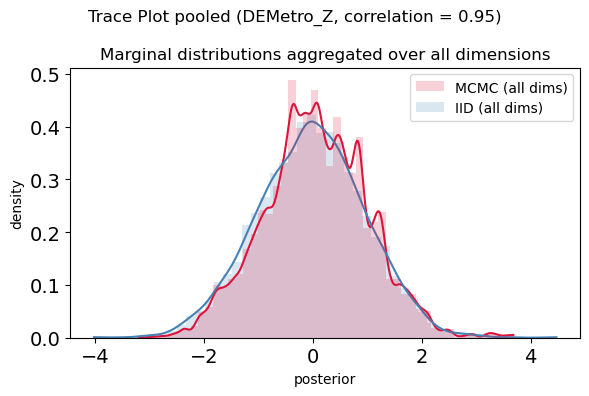 Trace Plot pooled (DEMetro_Z, correlation = 0.95)
Marginal distributions aggregated over all dimensions
MCMC (all dims)
IID (all dims)
density
0.5
0.4
0.3
0.2
0.1
0.0
−4
−2
0
2
4
posterior